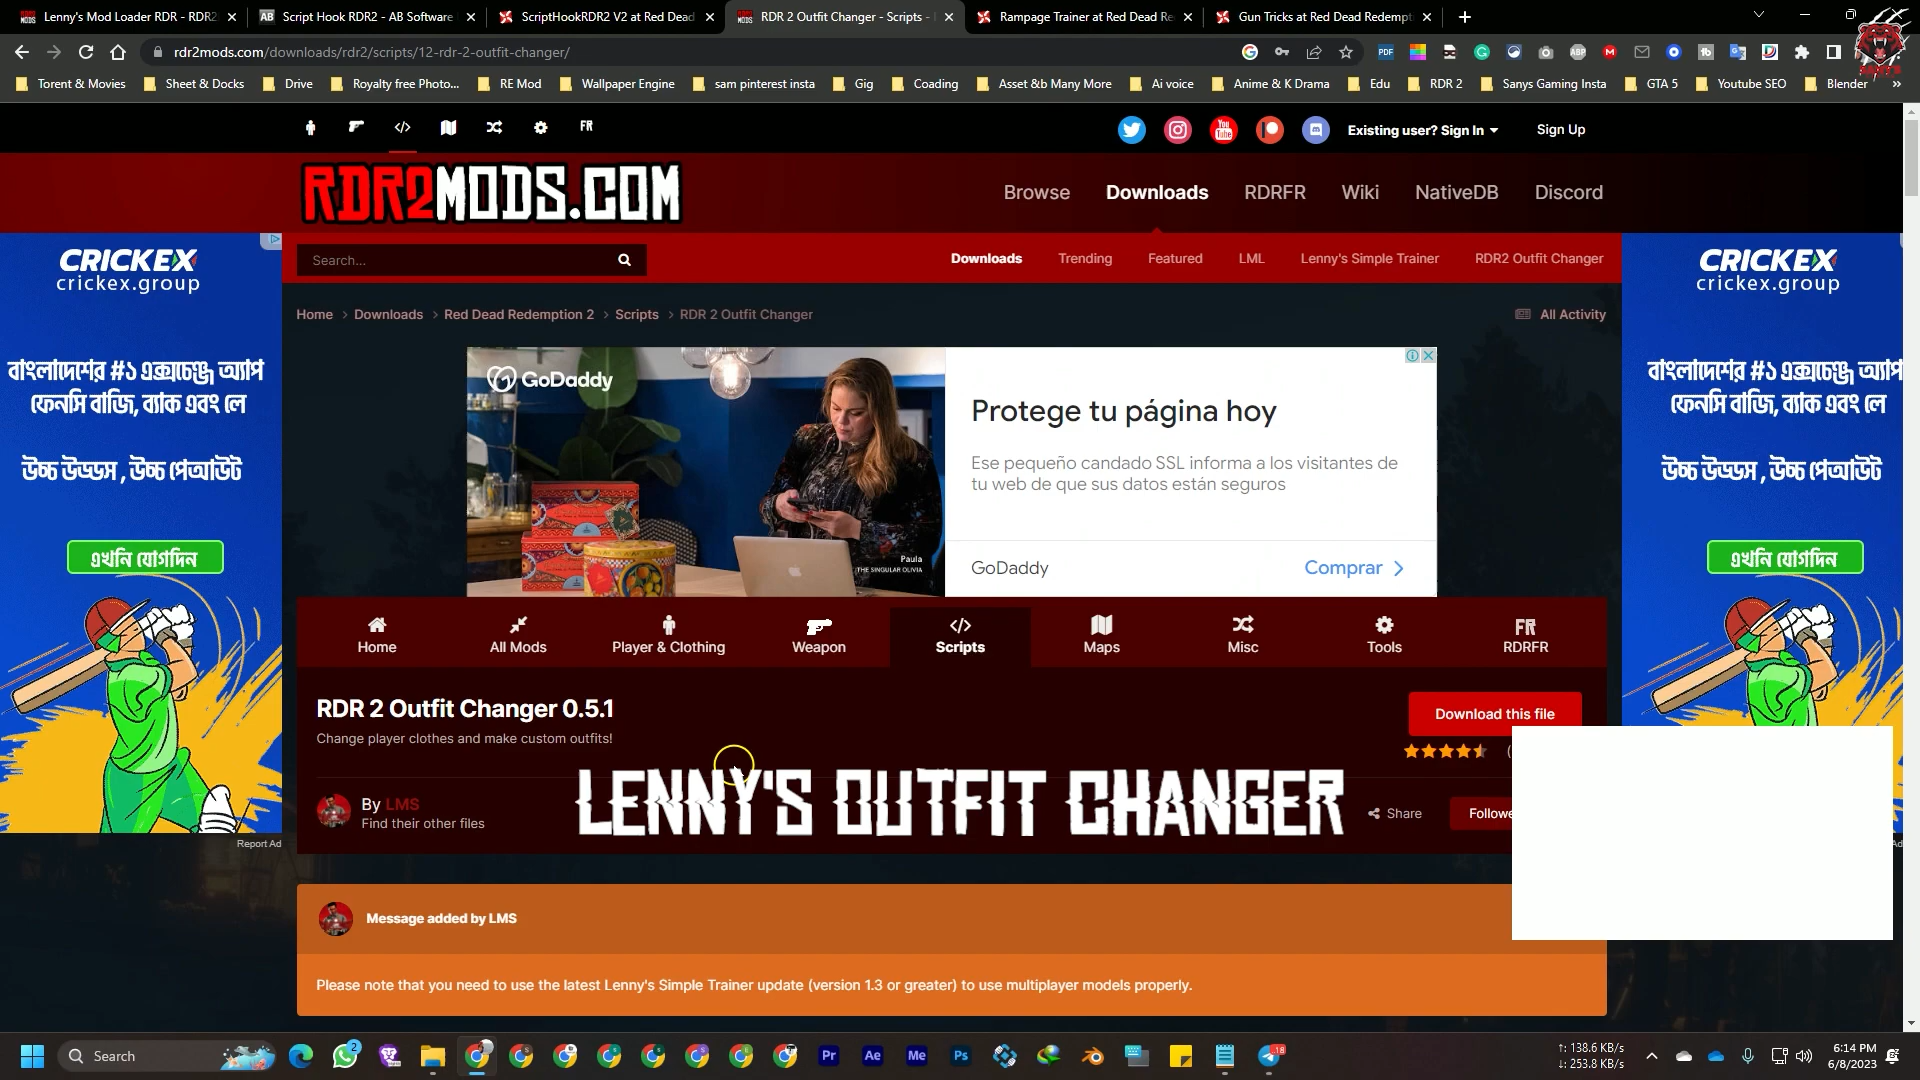 Lenny's Mod Loader RDR - RDR2
Script Hook RDR2 - AB Software
ScriptHookRDR2 V2 at Red Dead
RDR 2 Outfit Changer - Scripts -
Rampage Trainer at Red Dead Re
Gun Tricks at Red Dead Redempt
rdr2mods.com/downloads/rdr2/scripts/12-rdr-2-outfit-changer/
Torent & Movies
Sheet & Docks
Drive
Royalty free Photo...
RE Mod
Wallpaper Engine
sam pinterest insta
Gig
Coading
Asset &b Many More
Ai voice
Anime & K Drama
Edu
RDR 2
Sanys Gaming Insta
GTA 5
Youtube SEO
Blender
FR
Existing user? Sign In
Sign Up
RDR2MODS.COM
Browse
Downloads
RDRFR
Wiki
NativeDB
Discord
Search...
Downloads
Trending
Featured
LML
Lenny's Simple Trainer
RDR2 Outfit Changer
CRICKEX
crickex.group
বাংলাদেশের #১ এক্সচেঞ্জ অ্যাপ
ফেনসি বাজি, ব্যাক এবং লে
উচ্চ উড্ডস , উচ্চ পেআউট
এখনি যোগদিন
Report Ad
CRICKEX
crickex.group
বাংলাদেশের #১ এক্সচেঞ্জ অ্যাপ
ফেনসি বাজি, ব্যাক এবং লে
উচ্চ উড্ডস , উচ্চ পেআউট
এখনি যোগদিন
Home > Downloads > Red Dead Redemption 2 > Scripts > RDR 2 Outfit Changer
All Activity
GoDaddy
Paula
THE SINGULAR OLIVIA
Protege tu página hoy
Ese pequeño candado SSL informa a los visitantes de
tu web de que sus datos están seguros
GoDaddy
Comprar
Home
All Mods
Player & Clothing
Weapon
Scripts
Maps
Misc
Tools
FR
RDRFR
RDR 2 Outfit Changer 0.5.1
Change player clothes and make custom outfits!
Download this file
By LMS
Find their other files
LENNY'S OUTFIT CHANGER
Share
Followe
Message added by LMS
Please note that you need to use the latest Lenny's Simple Trainer update (version 1.3 or greater) to use multiplayer models properly.
Search
↑: 138.6 KB/s
↓: 253.8 KB/s
6:14 PM
6/8/2023